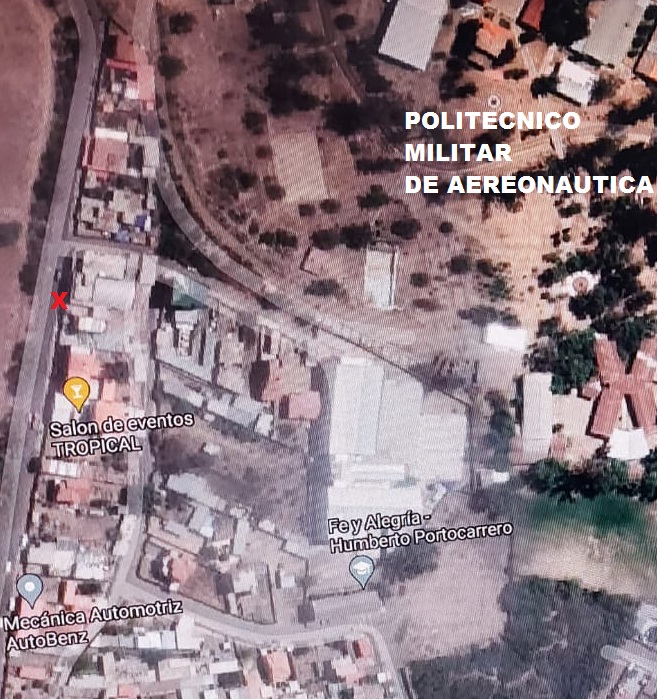 POLITECNICO
MILITAR
DE AEREONAUTICA
X
Salon de eventos
TROPICAL
Fe y Alegría -
Humberto Portocarrero
Mecánica Automotriz
AutoBenz